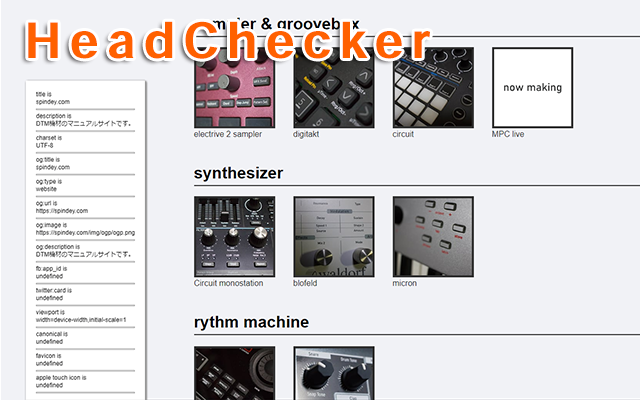 HeadChecker
sampler & groovebox
title is
spindey.com
description is
DTM機材のマニュアルサイトです。
charset is
UTF-8
og:title is
spindey.com
og:type is
website
og:url is
https://spindey.com
og:image is
https://spindey.com/img/ogp/ogp.png
og:description is
DTM機材のマニュアルサイトです。
fb:app_id is
undefined
twitter:card is
undefined
viewport is
width=device-width,initial-scale=1
canonical is
undefined
favicon is
undefined
apple touch icon is
undefined
now making
electrive 2 sampler
digitakt
circuit
MPC live
synthesizer
waldorf
Circuit monostation
blofeld
micron
rythm machine